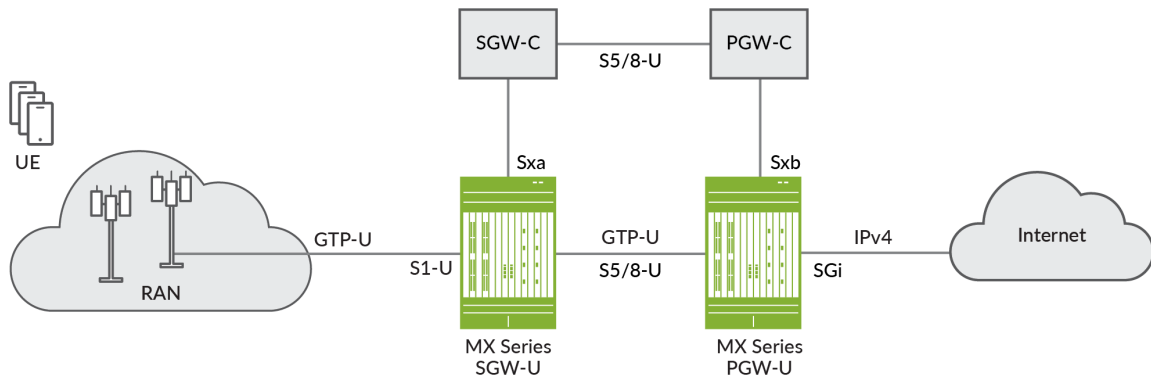 SGW-C
PGW-C
S5/8-U
UE
Sxa
Sxb
GTP-U
GTP-U
IPv4
Internet
S1-U
S5/8-U
SGi
RAN
MX Series
SGW-U
MX Series
PGW-U